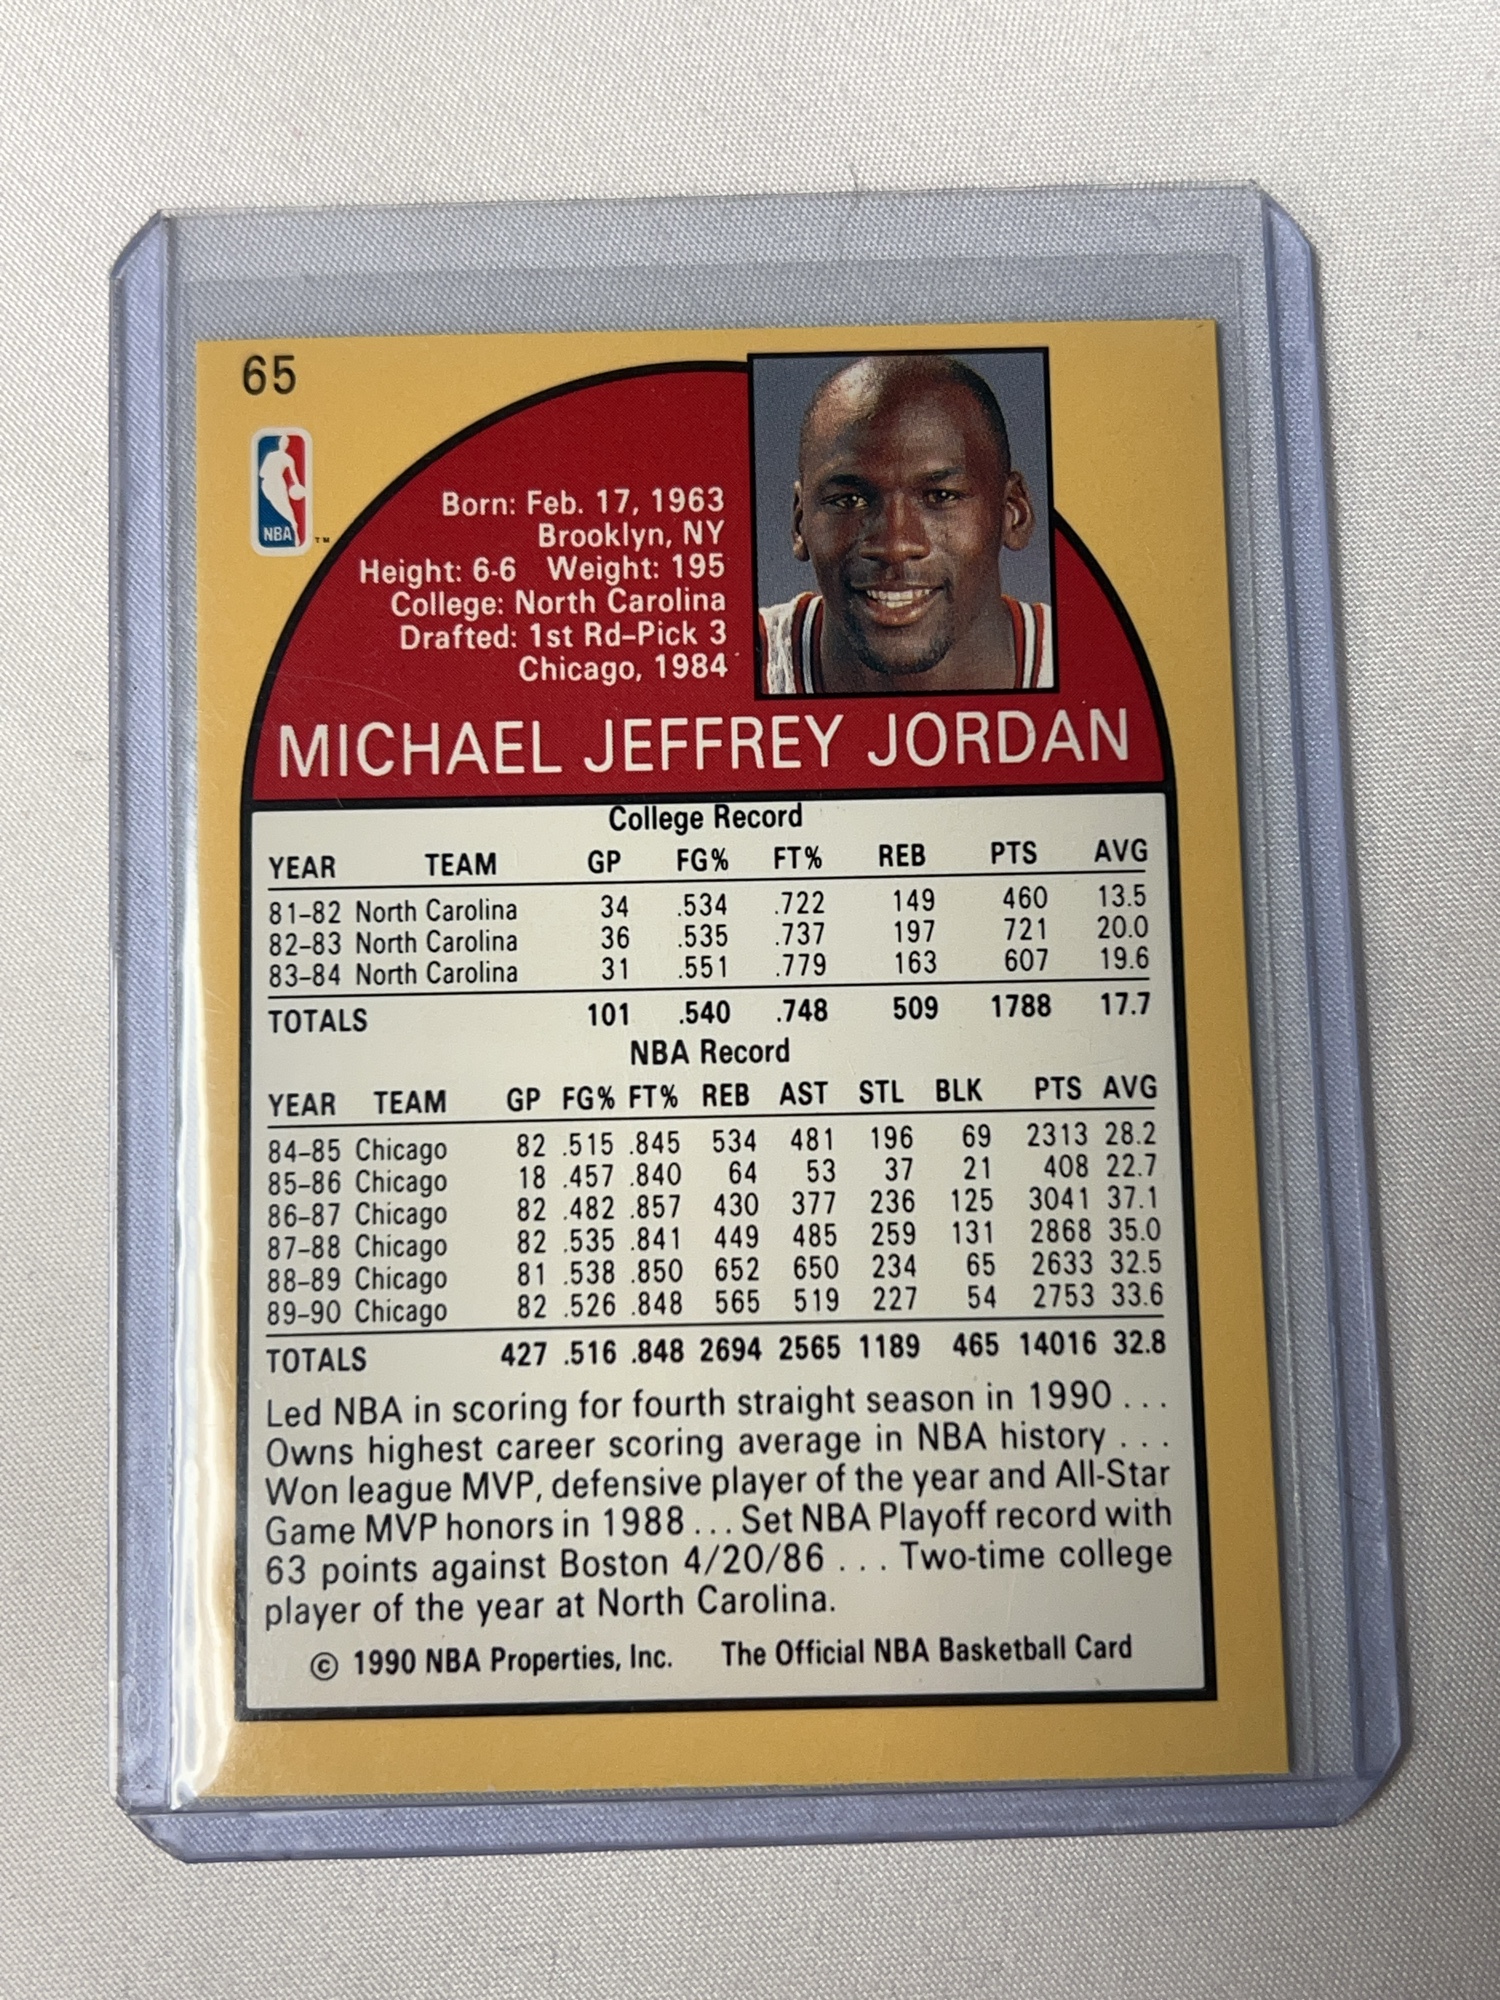 65
NBA
TM
Born: Feb. 17, 1963
Brooklyn, NY
Height: 6-6 Weight: 195
College: North Carolina
Drafted: 1st Rd–Pick 3
Chicago, 1984
MICHAEL JEFFREY JORDAN
College Record
YEAR TEAM GP FG% FT% REB PTS AVG
81–82 North Carolina 34 .534 .722 149 460 13.5
82–83 North Carolina 36 .535 .737 197 721 20.0
83–84 North Carolina 31 .551 .779 163 607 19.6
TOTALS 101 .540 .748 509 1788 17.7
NBA Record
YEAR TEAM GP FG% FT% REB AST STL BLK PTS AVG
84–85 Chicago 82 .515 .845 534 481 196 69 2313 28.2
85–86 Chicago 18 .457 .840 64 53 37 21 408 22.7
86–87 Chicago 82 .482 .857 430 377 236 125 3041 37.1
87–88 Chicago 82 .535 .841 449 485 259 131 2868 35.0
88–89 Chicago 81 .538 .850 652 650 234 65 2633 32.5
89–90 Chicago 82 .526 .848 565 519 227 54 2753 33.6
TOTALS 427 .516 .848 2694 2565 1189 465 14016 32.8
Led NBA in scoring for fourth straight season in 1990 . . .
Owns highest career scoring average in NBA history . . .
Won league MVP, defensive player of the year and All-Star
Game MVP honors in 1988 . . . Set NBA Playoff record with
63 points against Boston 4/20/86 . . . Two-time college
player of the year at North Carolina.
© 1990 NBA Properties, Inc. The Official NBA Basketball Card